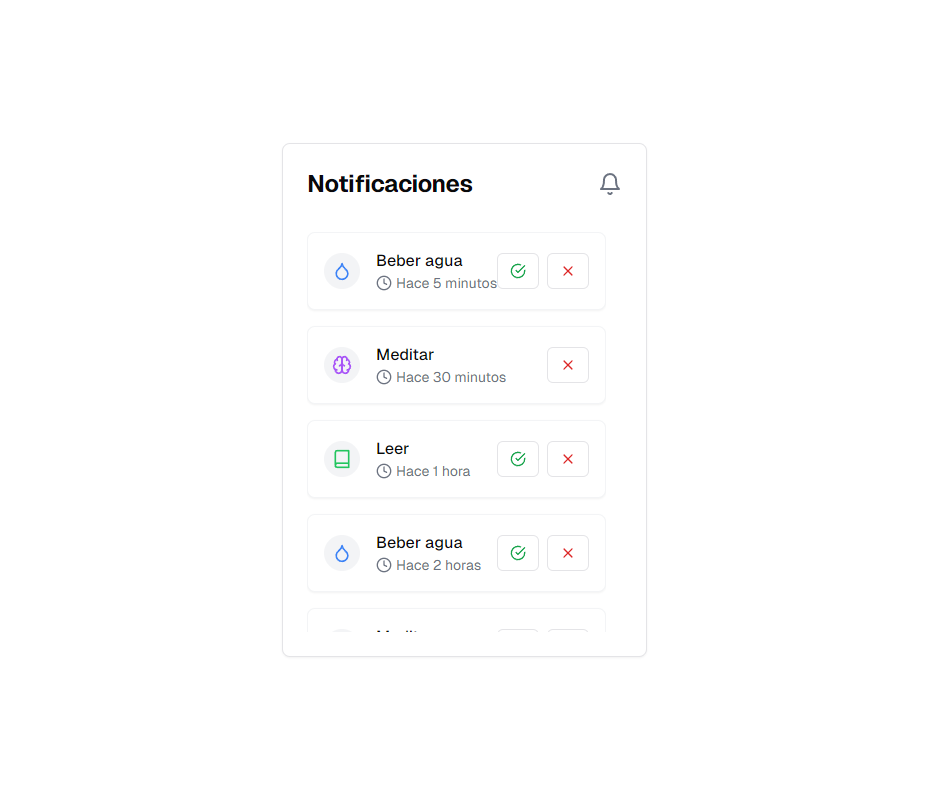 Notificaciones
Beber agua
Hace 5 minutos
Meditar
Hace 30 minutos
Leer
Hace 1 hora
Beber agua
Hace 2 horas